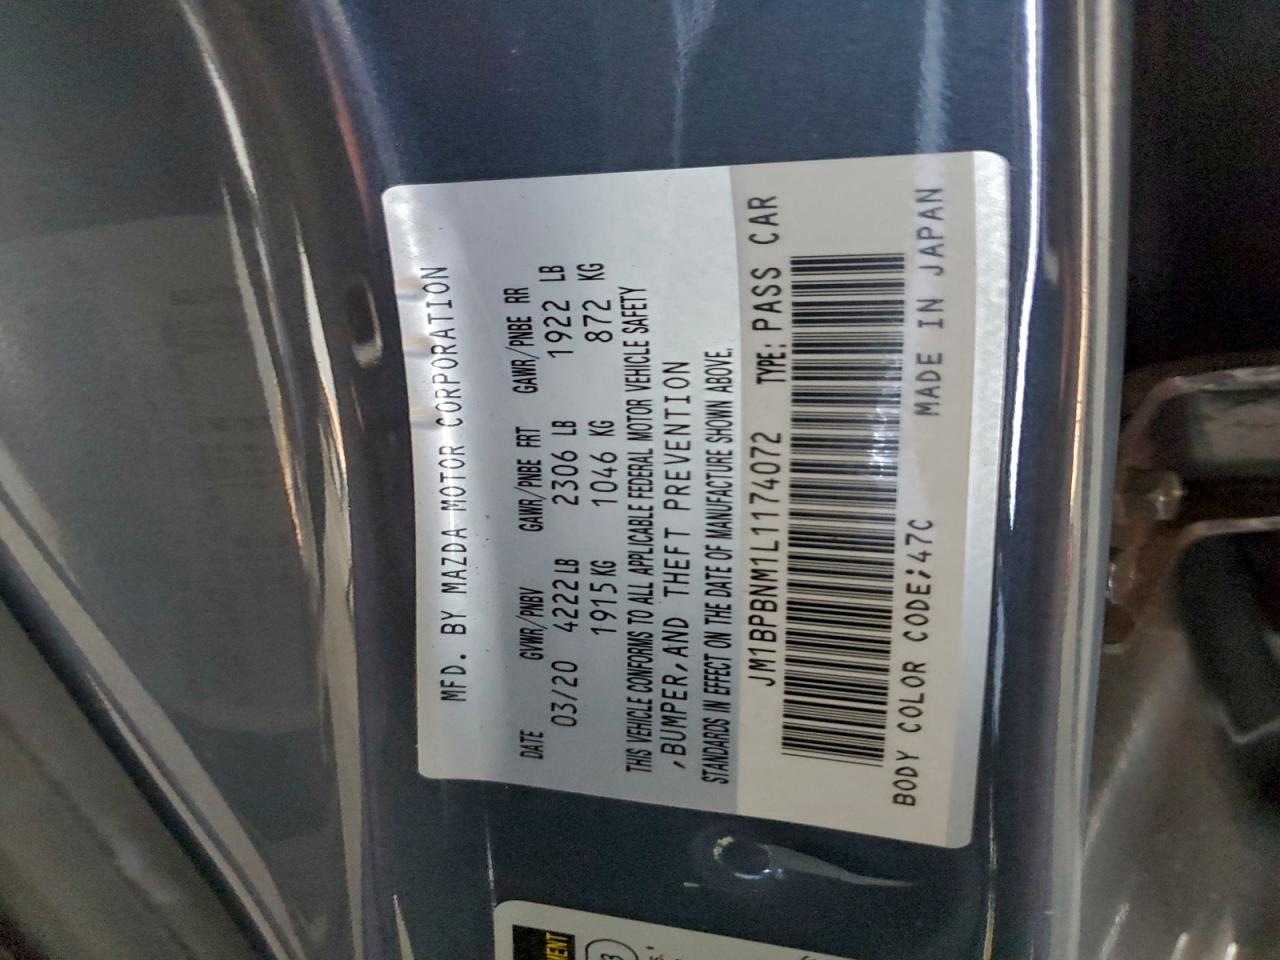 MFD. BY MAZDA MOTOR CORPORATION
DATE GVWR/PNBV GAWR/PNBE FRT GAWR/PNBE RR
03/20 4222 LB 2306 LB 1922 LB
1915 KG 1046 KG 872 KG
THIS VEHICLE CONFORMS TO ALL APPLICABLE FEDERAL MOTOR VEHICLE SAFETY
,BUMPER,AND THEFT PREVENTION
STANDARDS IN EFFECT ON THE DATE OF MANUFACTURE SHOWN ABOVE.
JM1BPBNM1L1174072 TYPE: PASS CAR
BODY COLOR CODE;47C MADE IN JAPAN